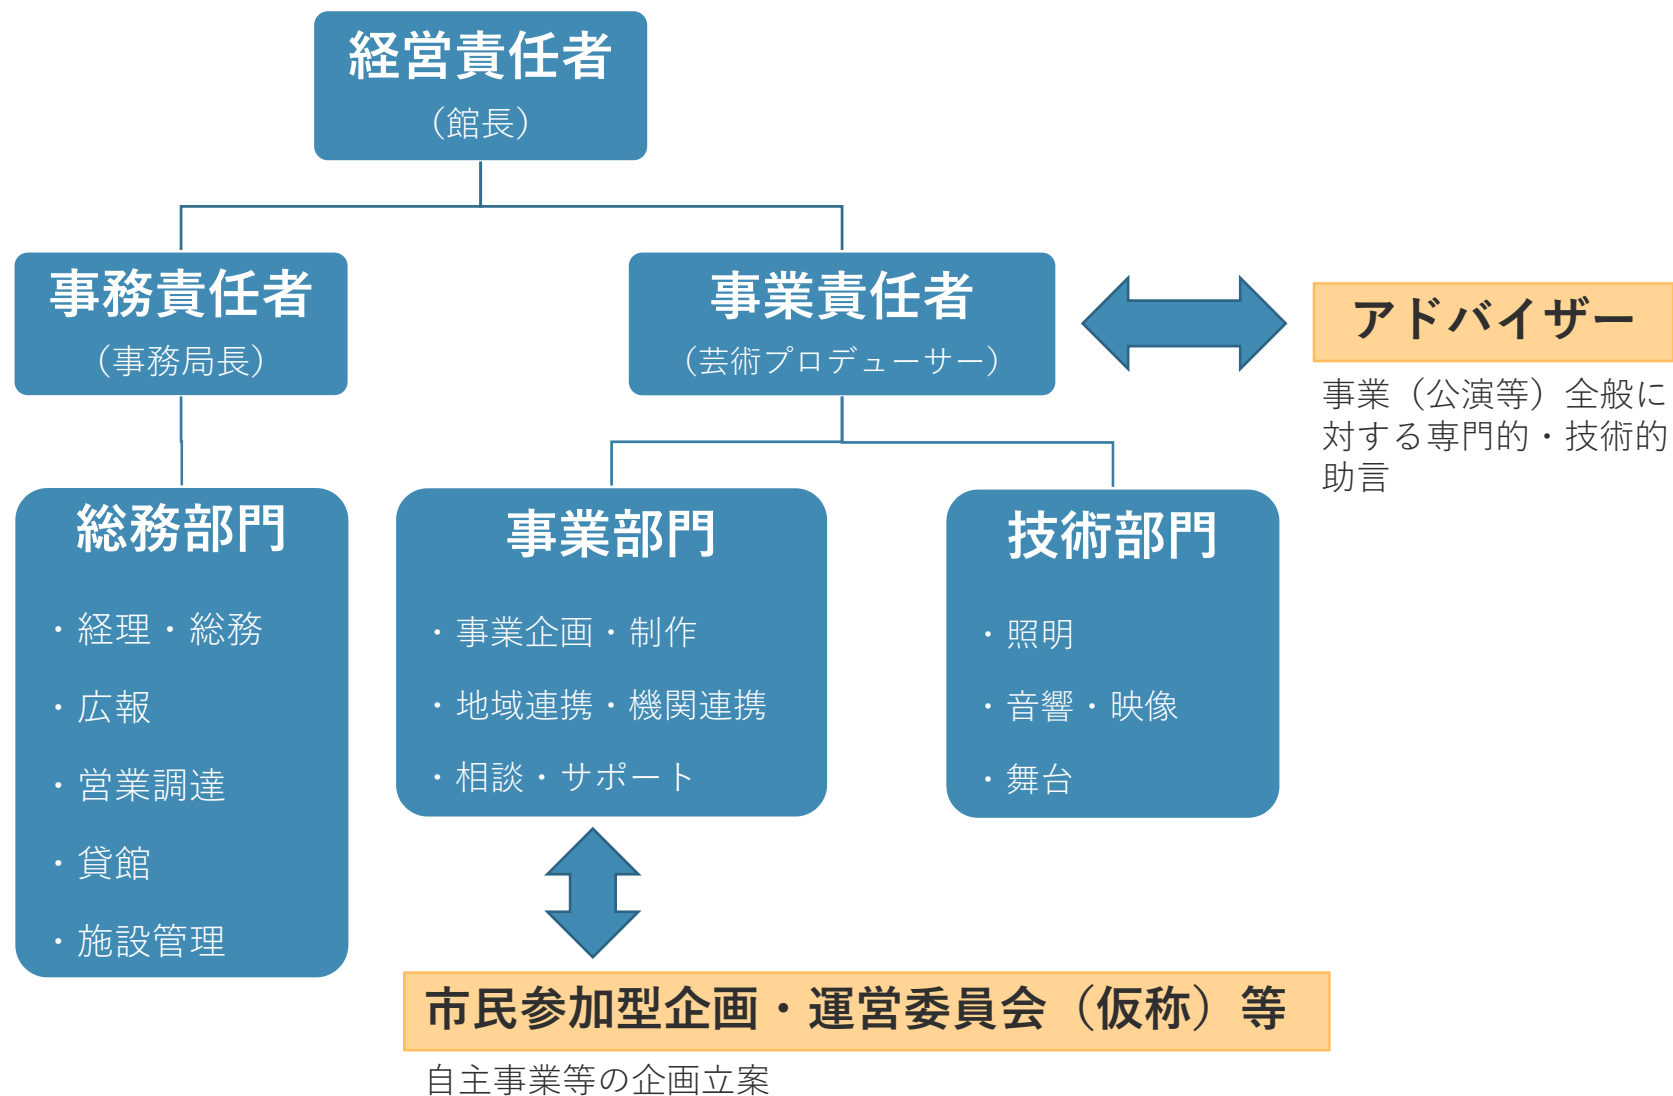 経営責任者
（館長）
事務責任者
（事務局長）
事業責任者
（芸術プロデューサー）
アドバイザー
事業（公演等）全般に
対する専門的・技術的
助言
総務部門
・経理・総務
・広報
・営業調達
・貸館
・施設管理
事業部門
・事業企画・制作
・地域連携・機関連携
・相談・サポート
技術部門
・照明
・音響・映像
・舞台
市民参加型企画・運営委員会（仮称）等
自主事業等の企画立案